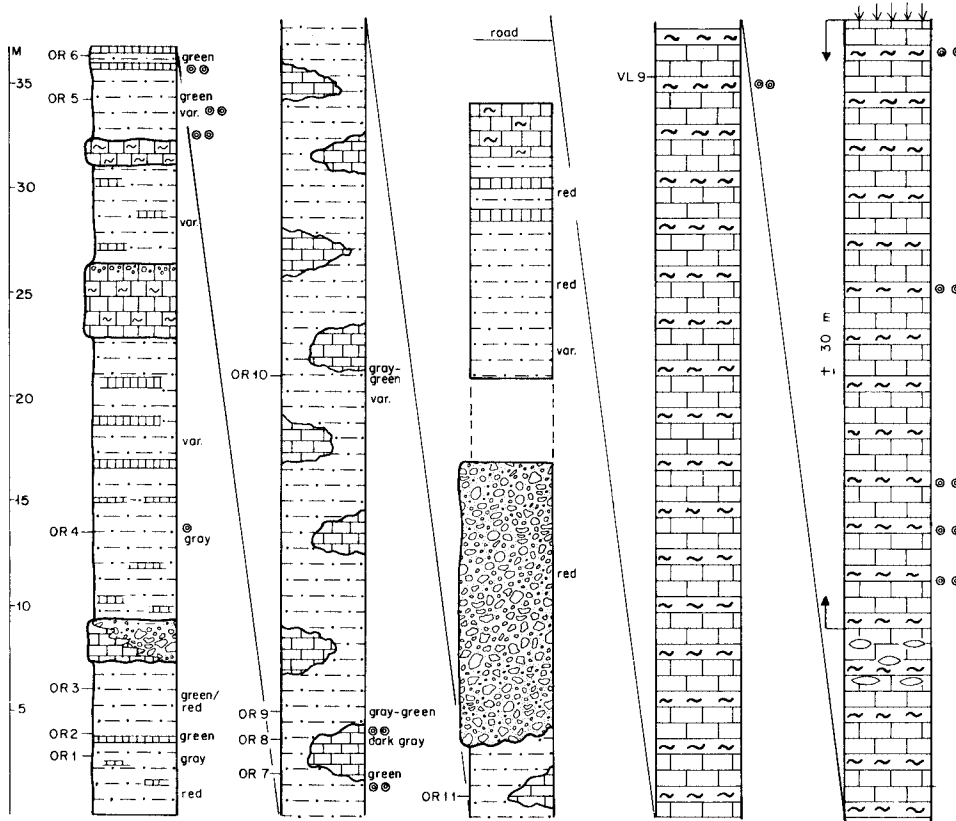 M
35
30
25
20
15
10
5
OR 6
green
OR 5
green
var.
var.
var.
OR 4
gray
OR 3
green/
red
OR 2
green
OR 1
gray
red
OR 10
gray-
green
var.
OR 9
gray-green
OR 8
dark gray
OR 7
green
road
red
red
var.
red
OR 11
VL 9
± 30 m